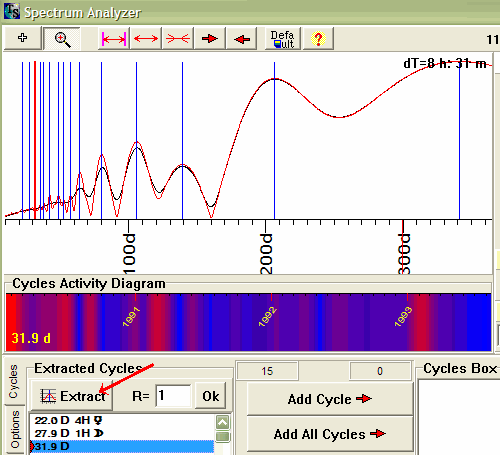 Spectrum Analyzer
Defa
ult
?
11
dT=8 h: 31 m
100d
200d
300d
Cycles Activity Diagram
1991
1992
1993
31.9 d
Cycles
Options
Extracted Cycles
Extract
R= 1
Ok
22.0 D 4H ♀
27.9 D 1H
31.9 D
15
0
Add Cycle
Add All Cycles
Cycles Box